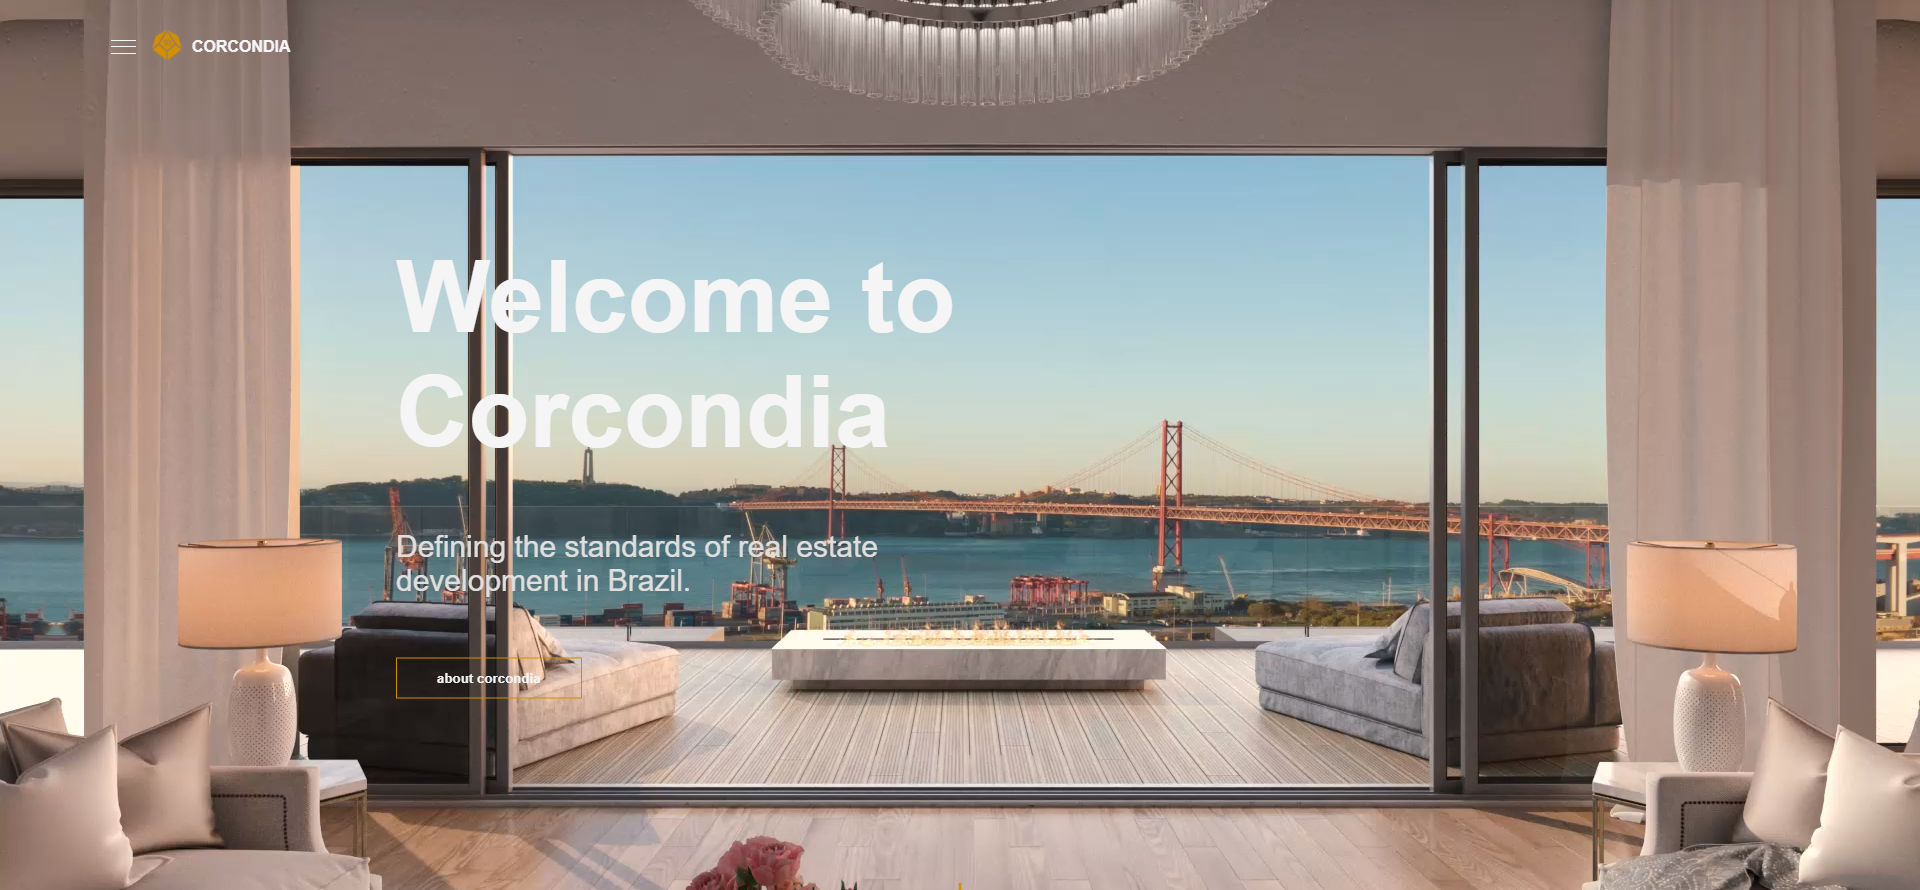 CORCONDIA
Welcome to
Corcondia
Defining the standards of real estate
development in Brazil.
about corcondia